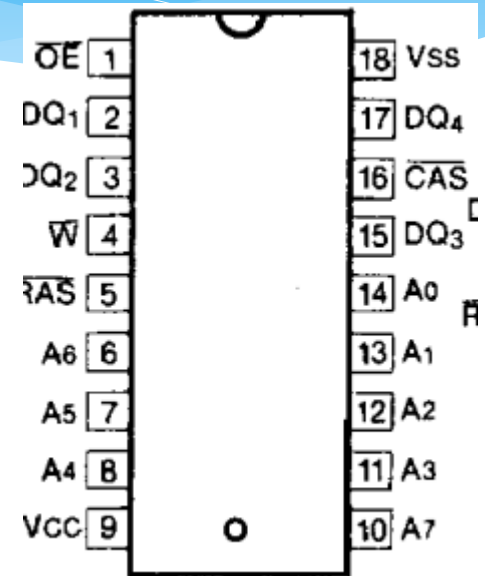 OE 1 18 VSS
DQ1 2 17 DQ4
DQ2 3 16 CAS
W 4 15 DQ3
RAS 5 14 A0
A6 6 13 A1
A5 7 12 A2
A4 8 11 A3
VCC 9 10 A7